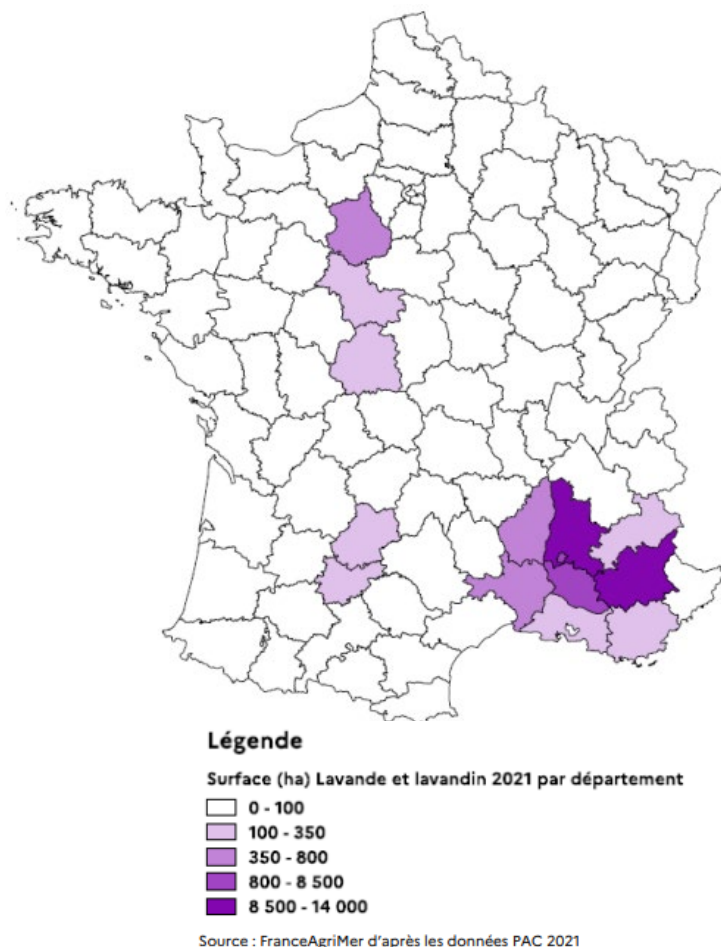 Légende
Surface (ha) Lavande et lavandin 2021 par département
0 - 100
100 - 350
350 - 800
800 - 8 500
8 500 - 14 000
Source : FranceAgriMer d'après les données PAC 2021